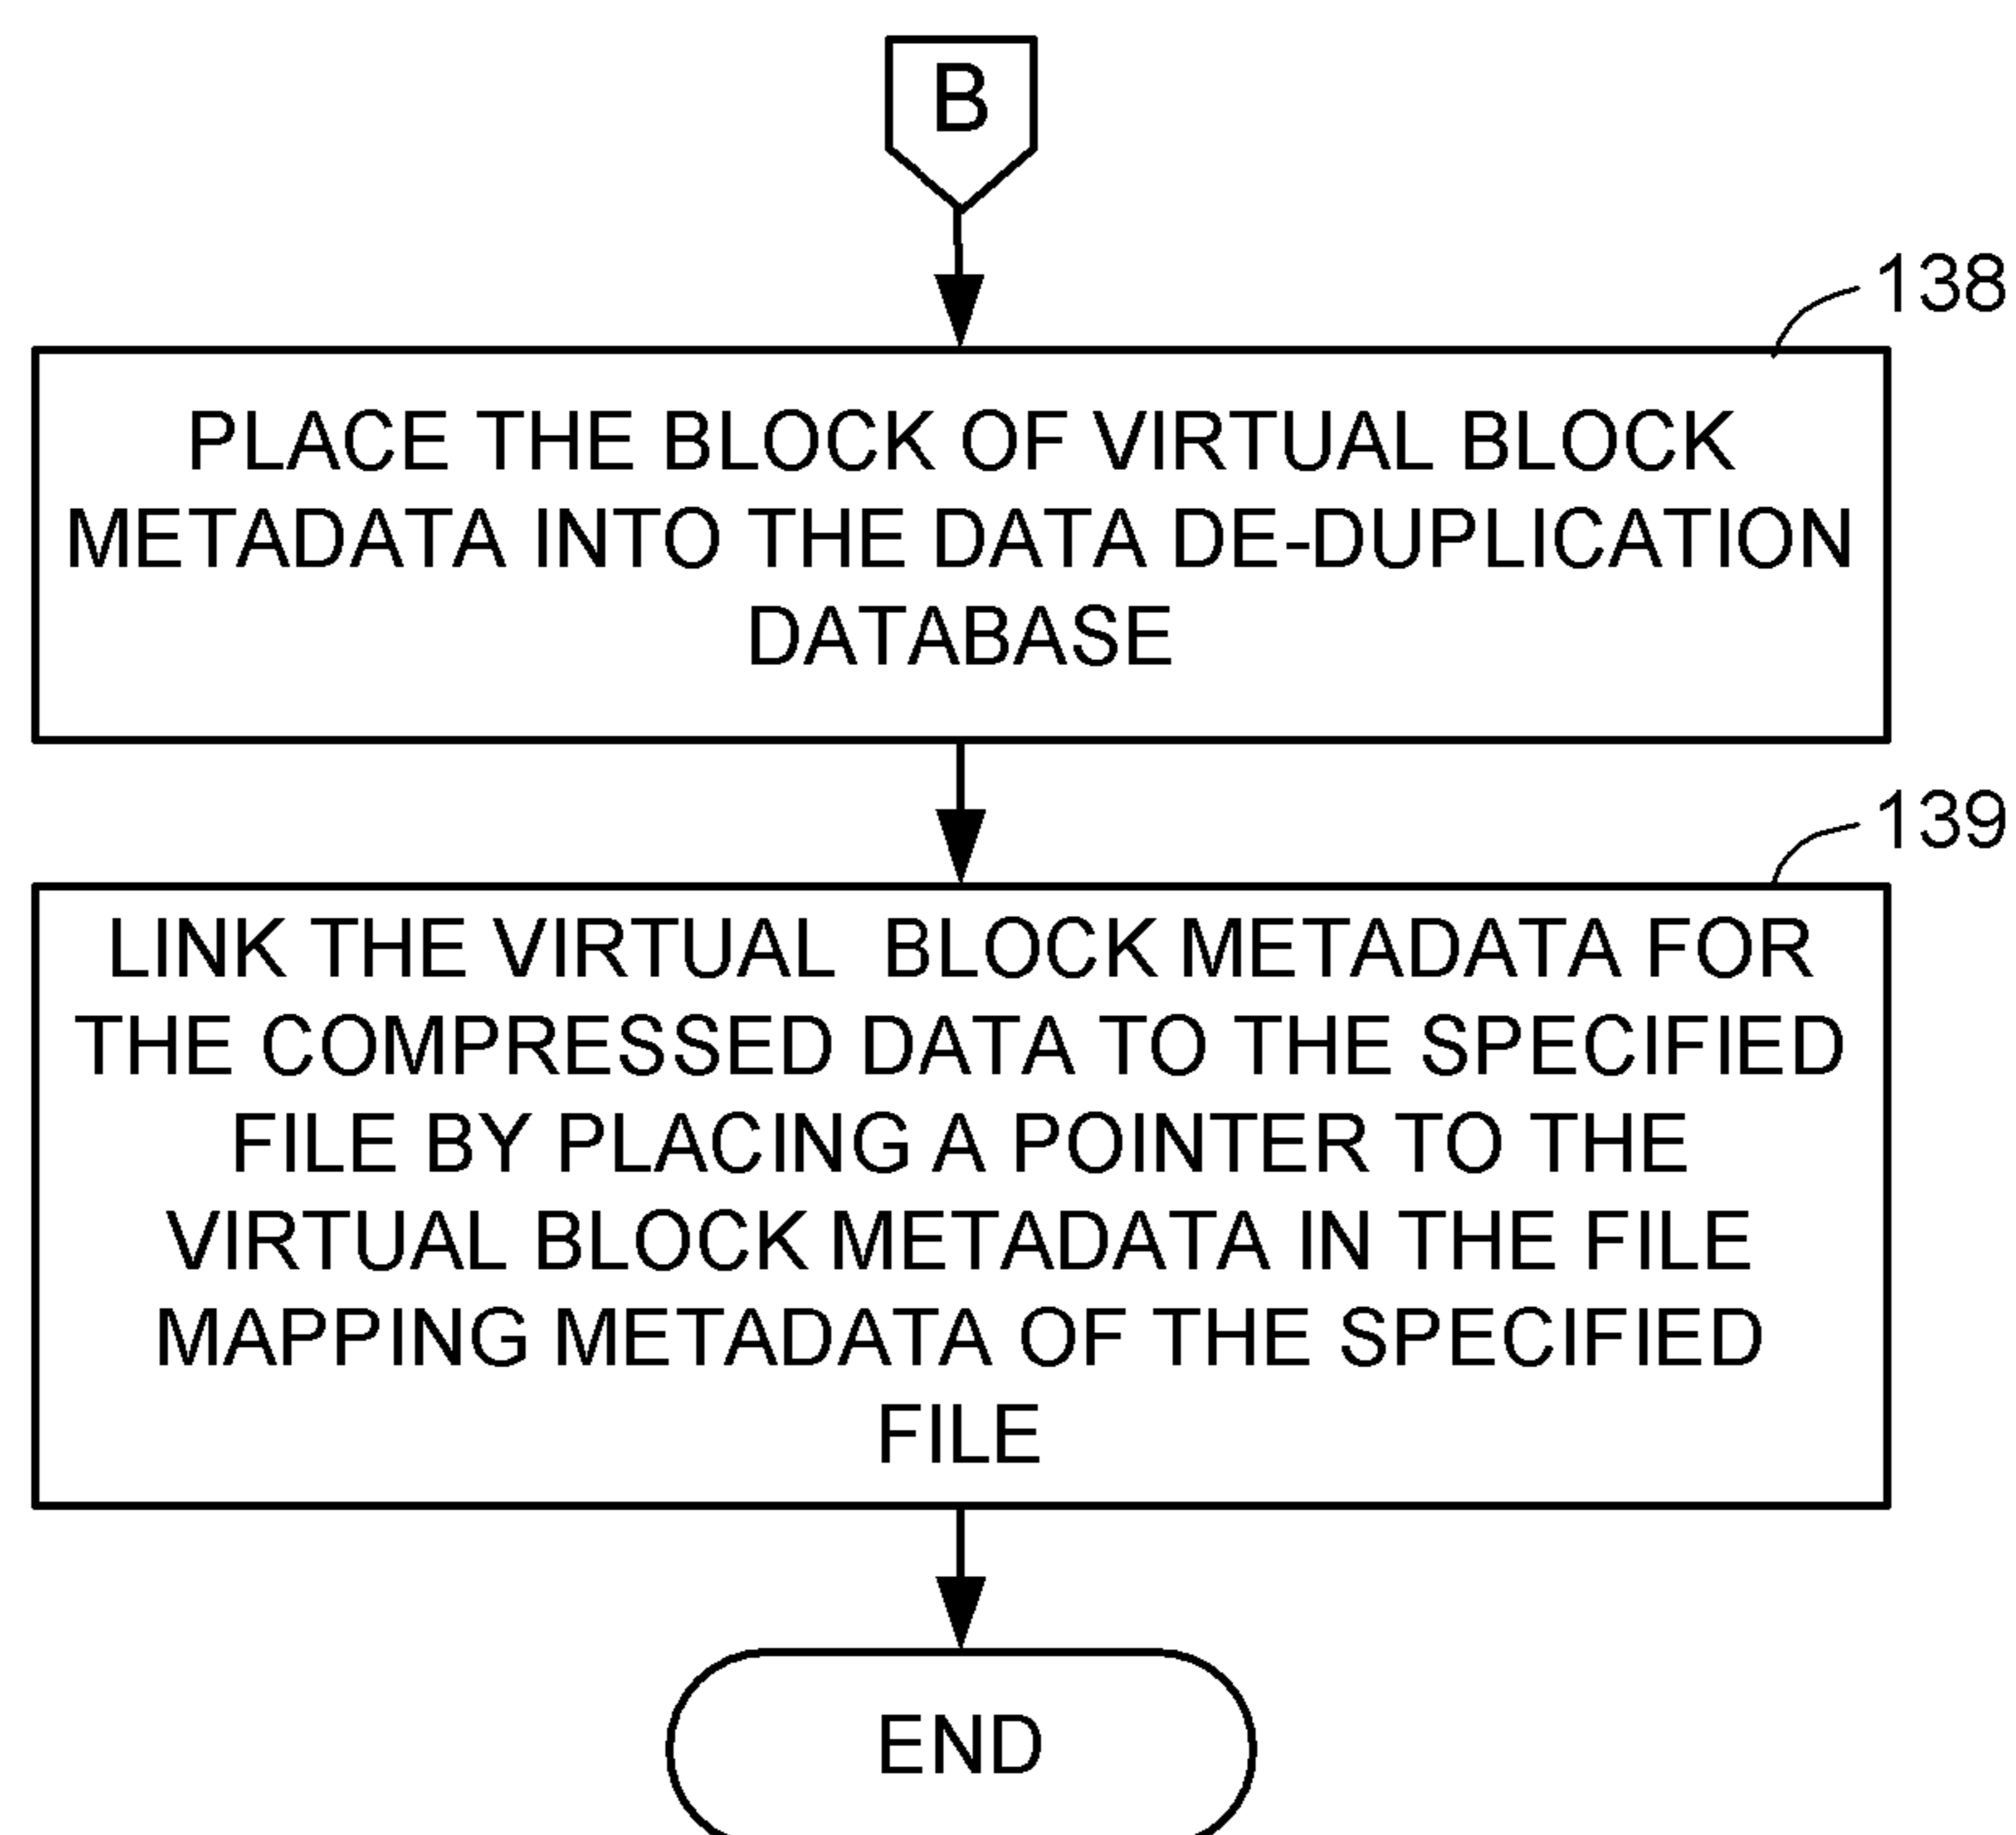 B
138
PLACE THE BLOCK OF VIRTUAL BLOCK
METADATA INTO THE DATA DE-DUPLICATION
DATABASE
139
LINK THE VIRTUAL BLOCK METADATA FOR
THE COMPRESSED DATA TO THE SPECIFIED
FILE BY PLACING A POINTER TO THE
VIRTUAL BLOCK METADATA IN THE FILE
MAPPING METADATA OF THE SPECIFIED
FILE
END